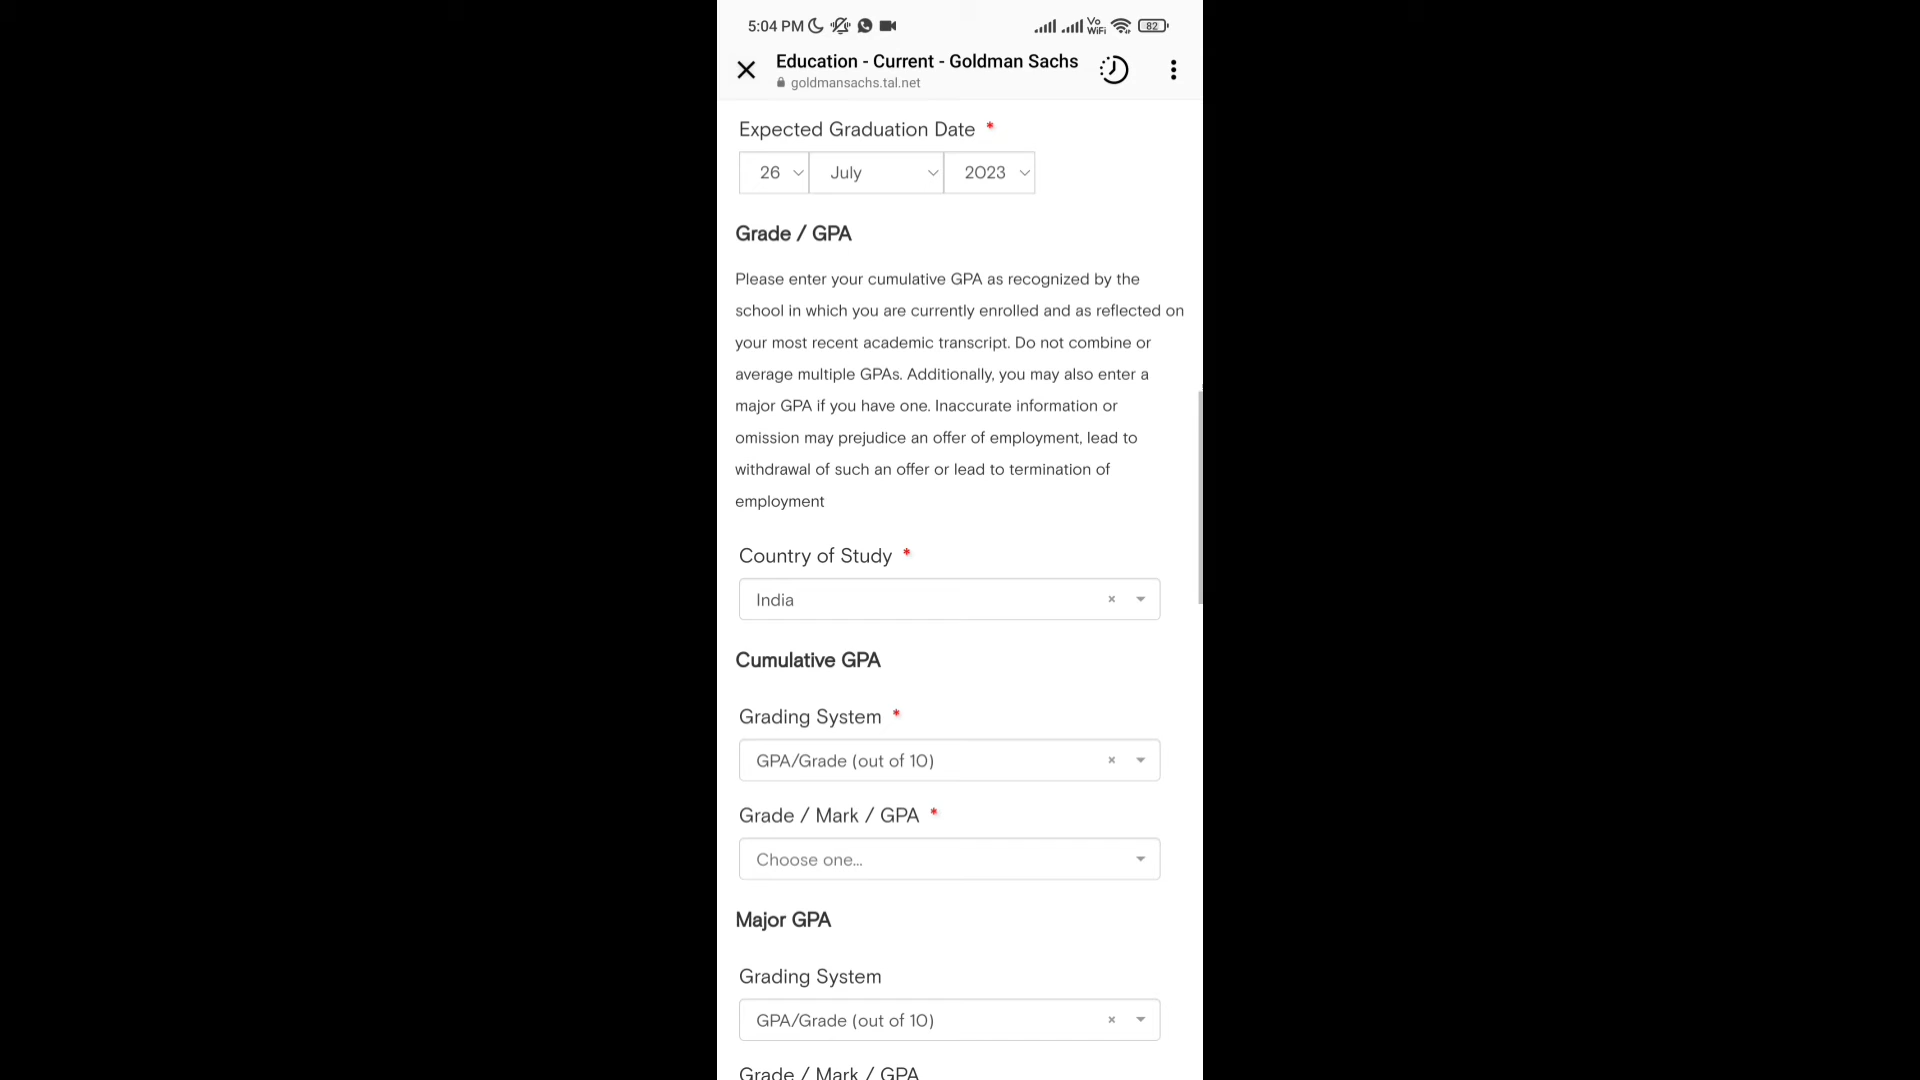 5:04 PM
Vo WiFi
82
Education - Current - Goldman Sachs
goldmansachs.tal.net
Expected Graduation Date *
26 July 2023
Grade / GPA
Please enter your cumulative GPA as recognized by the
school in which you are currently enrolled and as reflected on
your most recent academic transcript. Do not combine or
average multiple GPAs. Additionally, you may also enter a
major GPA if you have one. Inaccurate information or
omission may prejudice an offer of employment, lead to
withdrawal of such an offer or lead to termination of
employment
Country of Study *
India
Cumulative GPA
Grading System *
GPA/Grade (out of 10)
Grade / Mark / GPA *
Choose one...
Major GPA
Grading System
GPA/Grade (out of 10)
Grade / Mark / GPA